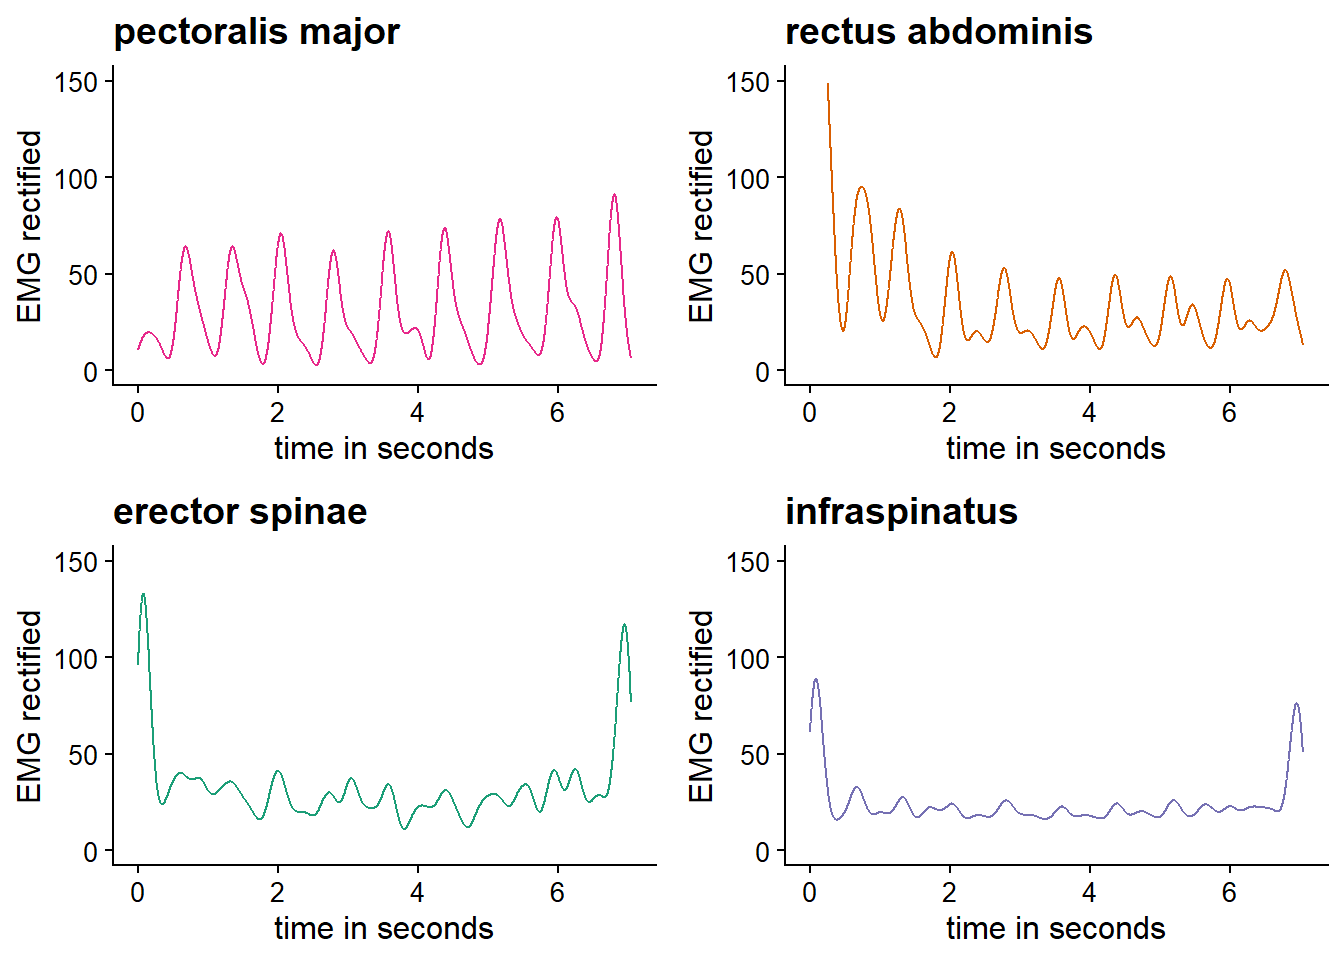 pectoralis major
150
100
50
0
EMG rectified
0 2 4 6
time in seconds
rectus abdominis
150
100
50
0
EMG rectified
0 2 4 6
time in seconds
erector spinae
150
100
50
0
EMG rectified
0 2 4 6
time in seconds
infraspinatus
150
100
50
0
EMG rectified
0 2 4 6
time in seconds